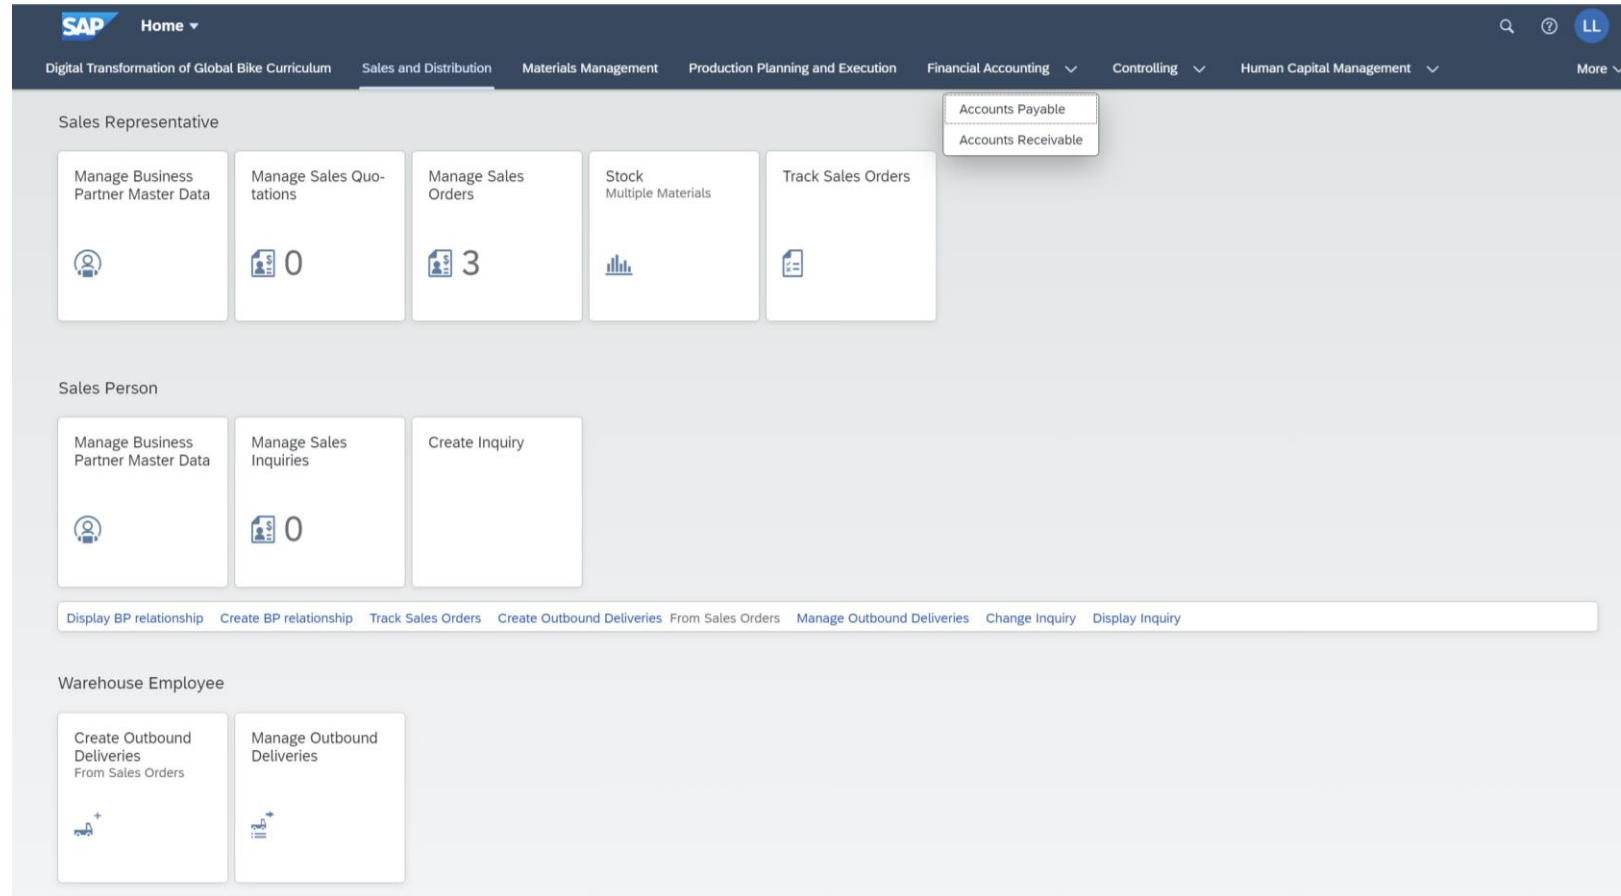 SAP Home
LL
Digital Transformation of Global Bike Curriculum Sales and Distribution Materials Management Production Planning and Execution Financial Accounting Controlling Human Capital Management More
Accounts Payable
Accounts Receivable
Sales Representative
Manage Business
Partner Master Data
Manage Sales Quo-
tations
0
Manage Sales
Orders
3
Stock
Multiple Materials
Track Sales Orders
Sales Person
Manage Business
Partner Master Data
Manage Sales
Inquiries
0
Create Inquiry
Display BP relationship Create BP relationship Track Sales Orders Create Outbound Deliveries From Sales Orders Manage Outbound Deliveries Change Inquiry Display Inquiry
Warehouse Employee
Create Outbound
Deliveries
From Sales Orders
Manage Outbound
Deliveries